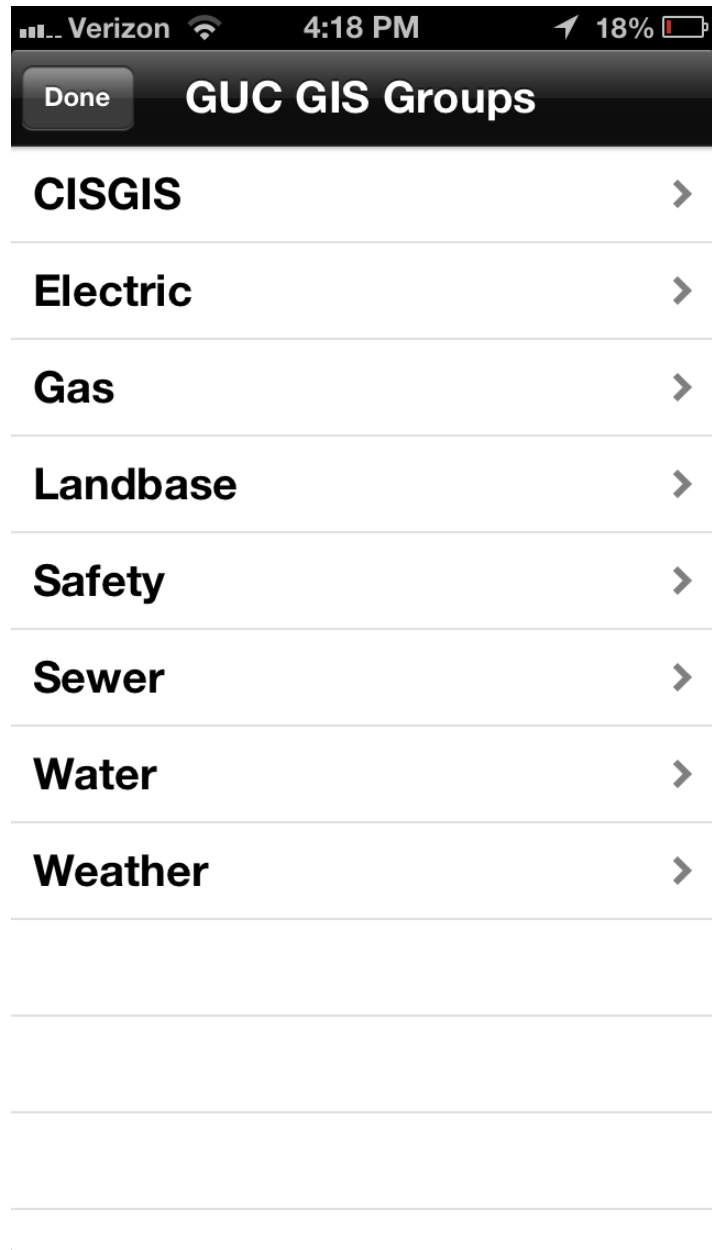 Verizon 4:18 PM 18%
Done GUC GIS Groups
CISGIS
Electric
Gas
Landbase
Safety
Sewer
Water
Weather